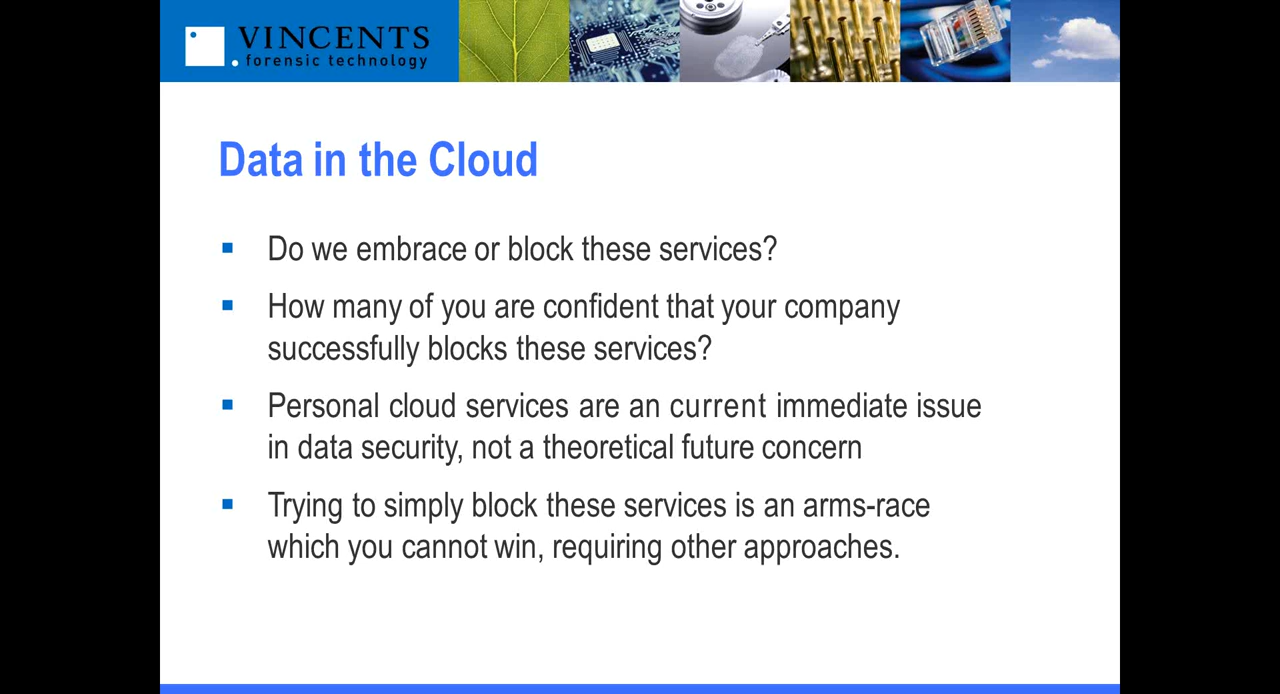 VINCENTS
forensic technology
Data in the Cloud
Do we embrace or block these services?
How many of you are confident that your company
successfully blocks these services?
Personal cloud services are an current immediate issue
in data security, not a theoretical future concern
Trying to simply block these services is an arms-race
which you cannot win, requiring other approaches.